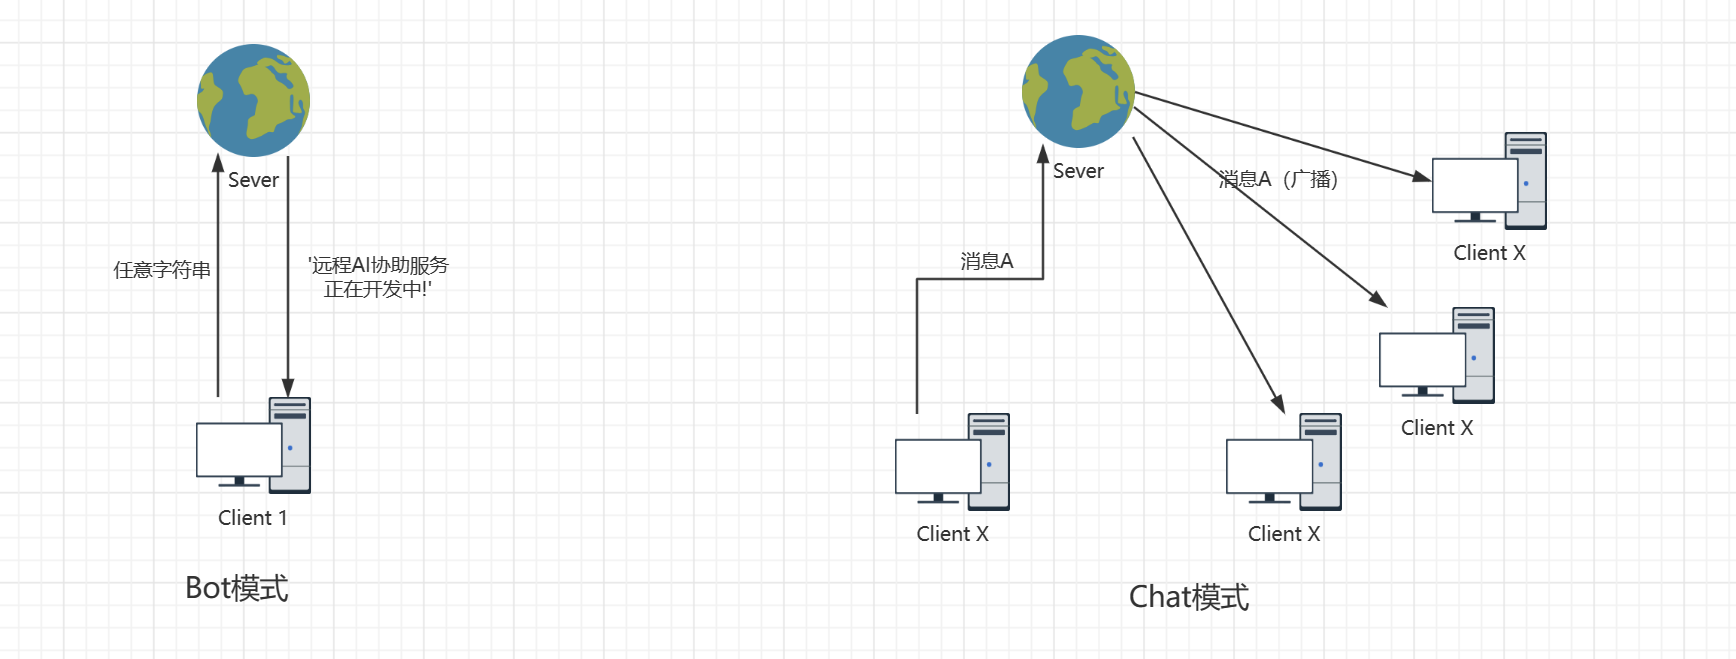 Sever
任意字符串
'远程AI协助服务
正在开发中!'
Client 1
Bot模式
Sever
消息A
消息A（广播）
Client X
Client X
Client X
Client X
Chat模式